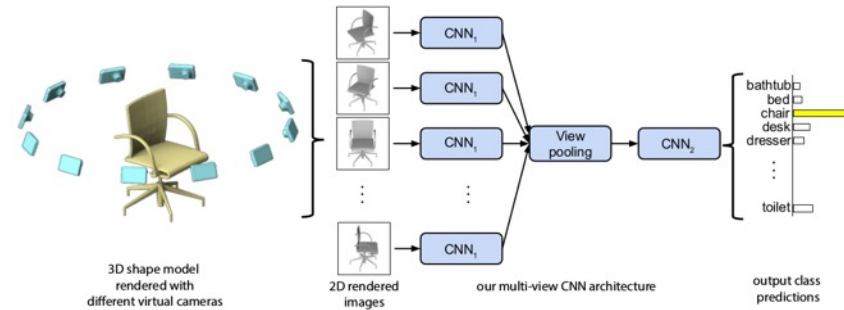 CNN₁
CNN₁
CNN₁
CNN₁
View
pooling
CNN₂
bathtub
bed
chair
desk
dresser
toilet
3D shape model
rendered with
different virtual cameras
2D rendered
images
our multi-view CNN architecture
output class
predictions